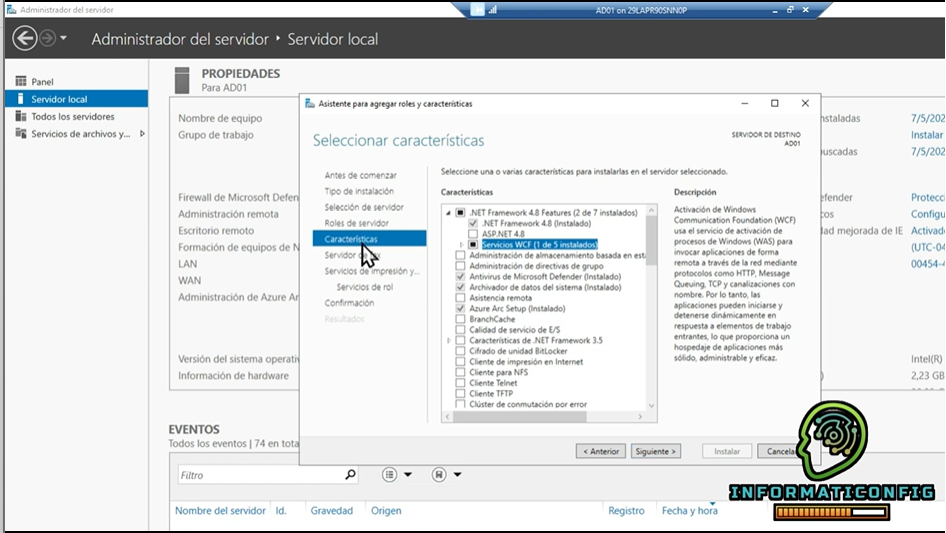 Administrador del servidor
AD01 on 29LAPR90SNN0P
Administrador del servidor ‣ Servidor local
Panel
Servidor local
Todos los servidores
Servicios de archivos y...
PROPIEDADES
Para AD01
Nombre de equipo
Grupo de trabajo
Firewall de Microsoft Defen
Administración remota
Escritorio remoto
Formación de equipos de N
LAN
WAN
Administración de Azure Ar
Versión del sistema operativ
Información de hardware
nstaladas
uscadas
efender
ad mejorada de IE
7/5/202
Instalar
7/5/202
Protecci
Configu
Activado
(UTC-04
00454-4
Intel(R)
2,23 GB
Asistente para agregar roles y características
Seleccionar características
SERVIDOR DE DESTINO
AD01
Antes de comenzar
Tipo de instalación
Selección de servidor
Roles de servidor
Características
Servicios de impresión y...
Servicios de rol
Confirmación
Resultados
Seleccione una o varias características para instalarlas en el servidor seleccionado.
Características
.NET Framework 4.8 Features (2 de 7 instalados)
.NET Framework 4.8 (Instalado)
ASP.NET 4.8
Servicios WCF (1 de 5 instalados)
Administración de almacenamiento basada en está
Administración de directivas de grupo
Antivirus de Microsoft Defender (Instalado)
Archivador de datos del sistema (Instalado)
Asistencia remota
Azure Arc Setup (Instalado)
BranchCache
Calidad de servicio de E/S
Características de .NET Framework 3.5
Cifrado de unidad BitLocker
Cliente de impresión en Internet
Cliente para NFS
Cliente Telnet
Cliente TFTP
Clúster de conmutación por error
Descripción
Activación de Windows
Communication Foundation (WCF)
usa el servicio de activación de
procesos de Windows (WAS) para
invocar aplicaciones de forma
remota a través de la red mediante
protocolos como HTTP, Message
Queuing, TCP y canalizaciones con
nombre. Por lo tanto, las
aplicaciones pueden iniciarse y
detenerse dinámicamente en
respuesta a elementos de trabajo
entrantes, lo que proporciona un
hospedaje de aplicaciones más
sólido, administrable y eficaz.
< Anterior
Siguiente >
Instalar
Cancelar
EVENTOS
Todos los eventos | 74 en tota
Filtro
Nombre del servidor Id. Gravedad Origen Registro Fecha y hora
INFORMATICONFIG